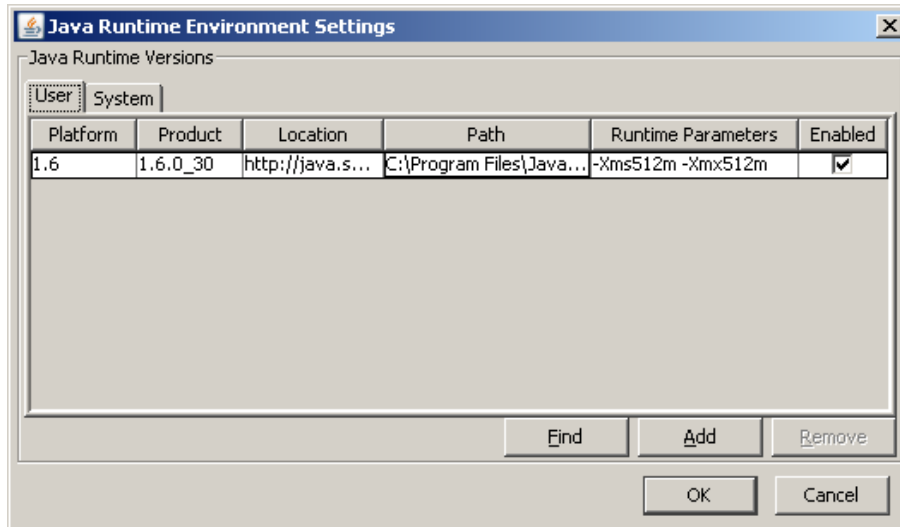 Java Runtime Environment Settings
Java Runtime Versions
User System
Platform Product Location Path Runtime Parameters Enabled
1.6 1.6.0_30 http://java.s... C:\Program Files\Java... -Xms512m -Xmx512m
Find Add Remove
OK Cancel